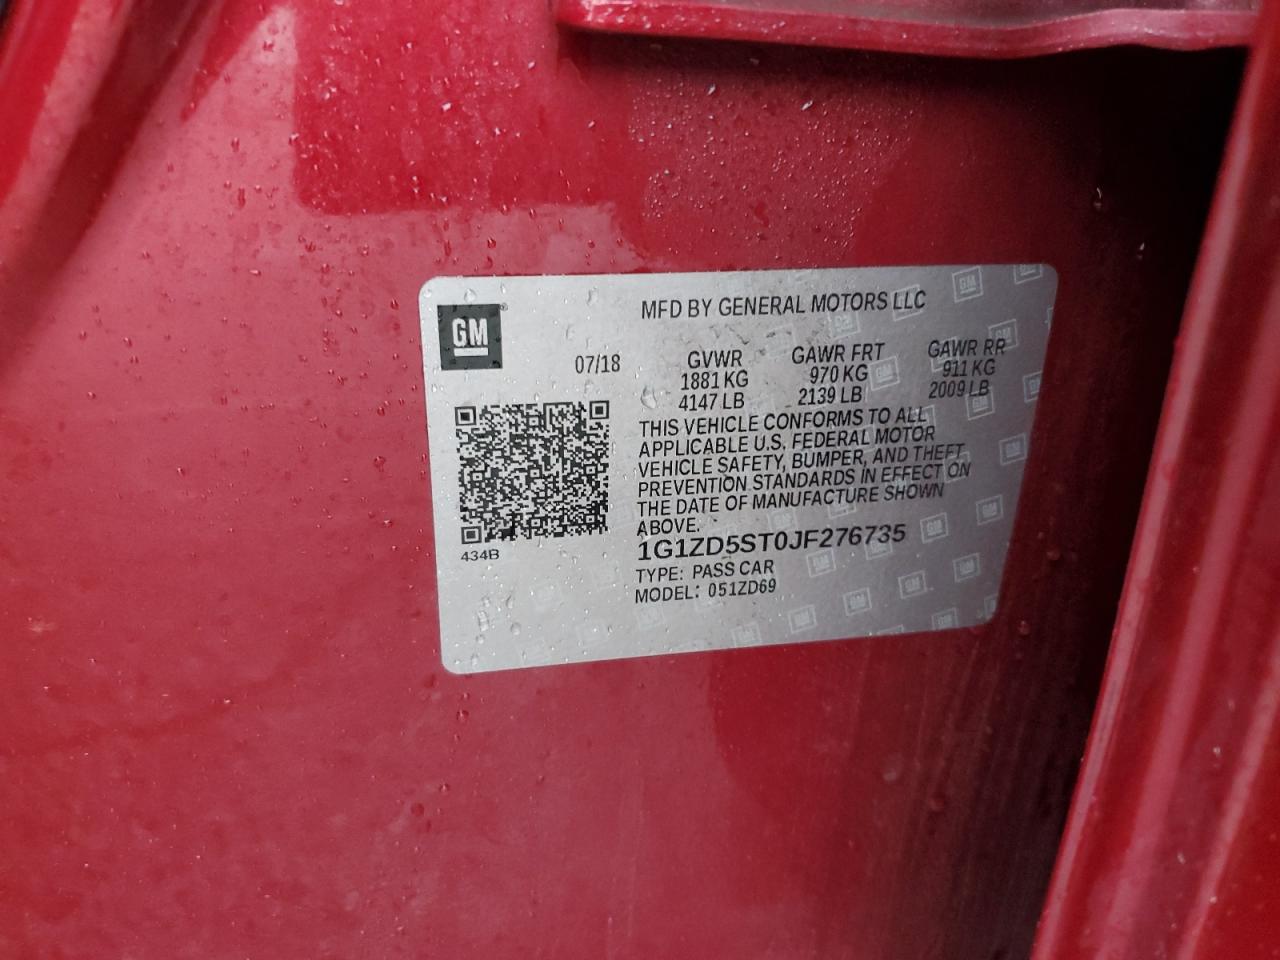 MFD BY GENERAL MOTORS LLC
GM
07/18 GVWR GAWR FRT GAWR RR
1881 KG 970 KG 911 KG
4147 LB 2139 LB 2009 LB
THIS VEHICLE CONFORMS TO ALL
APPLICABLE U.S. FEDERAL MOTOR
VEHICLE SAFETY, BUMPER, AND THEFT
PREVENTION STANDARDS IN EFFECT ON
THE DATE OF MANUFACTURE SHOWN
ABOVE.
434B
1G1ZD5ST0JF276735
TYPE: PASS CAR
MODEL: 051ZD69